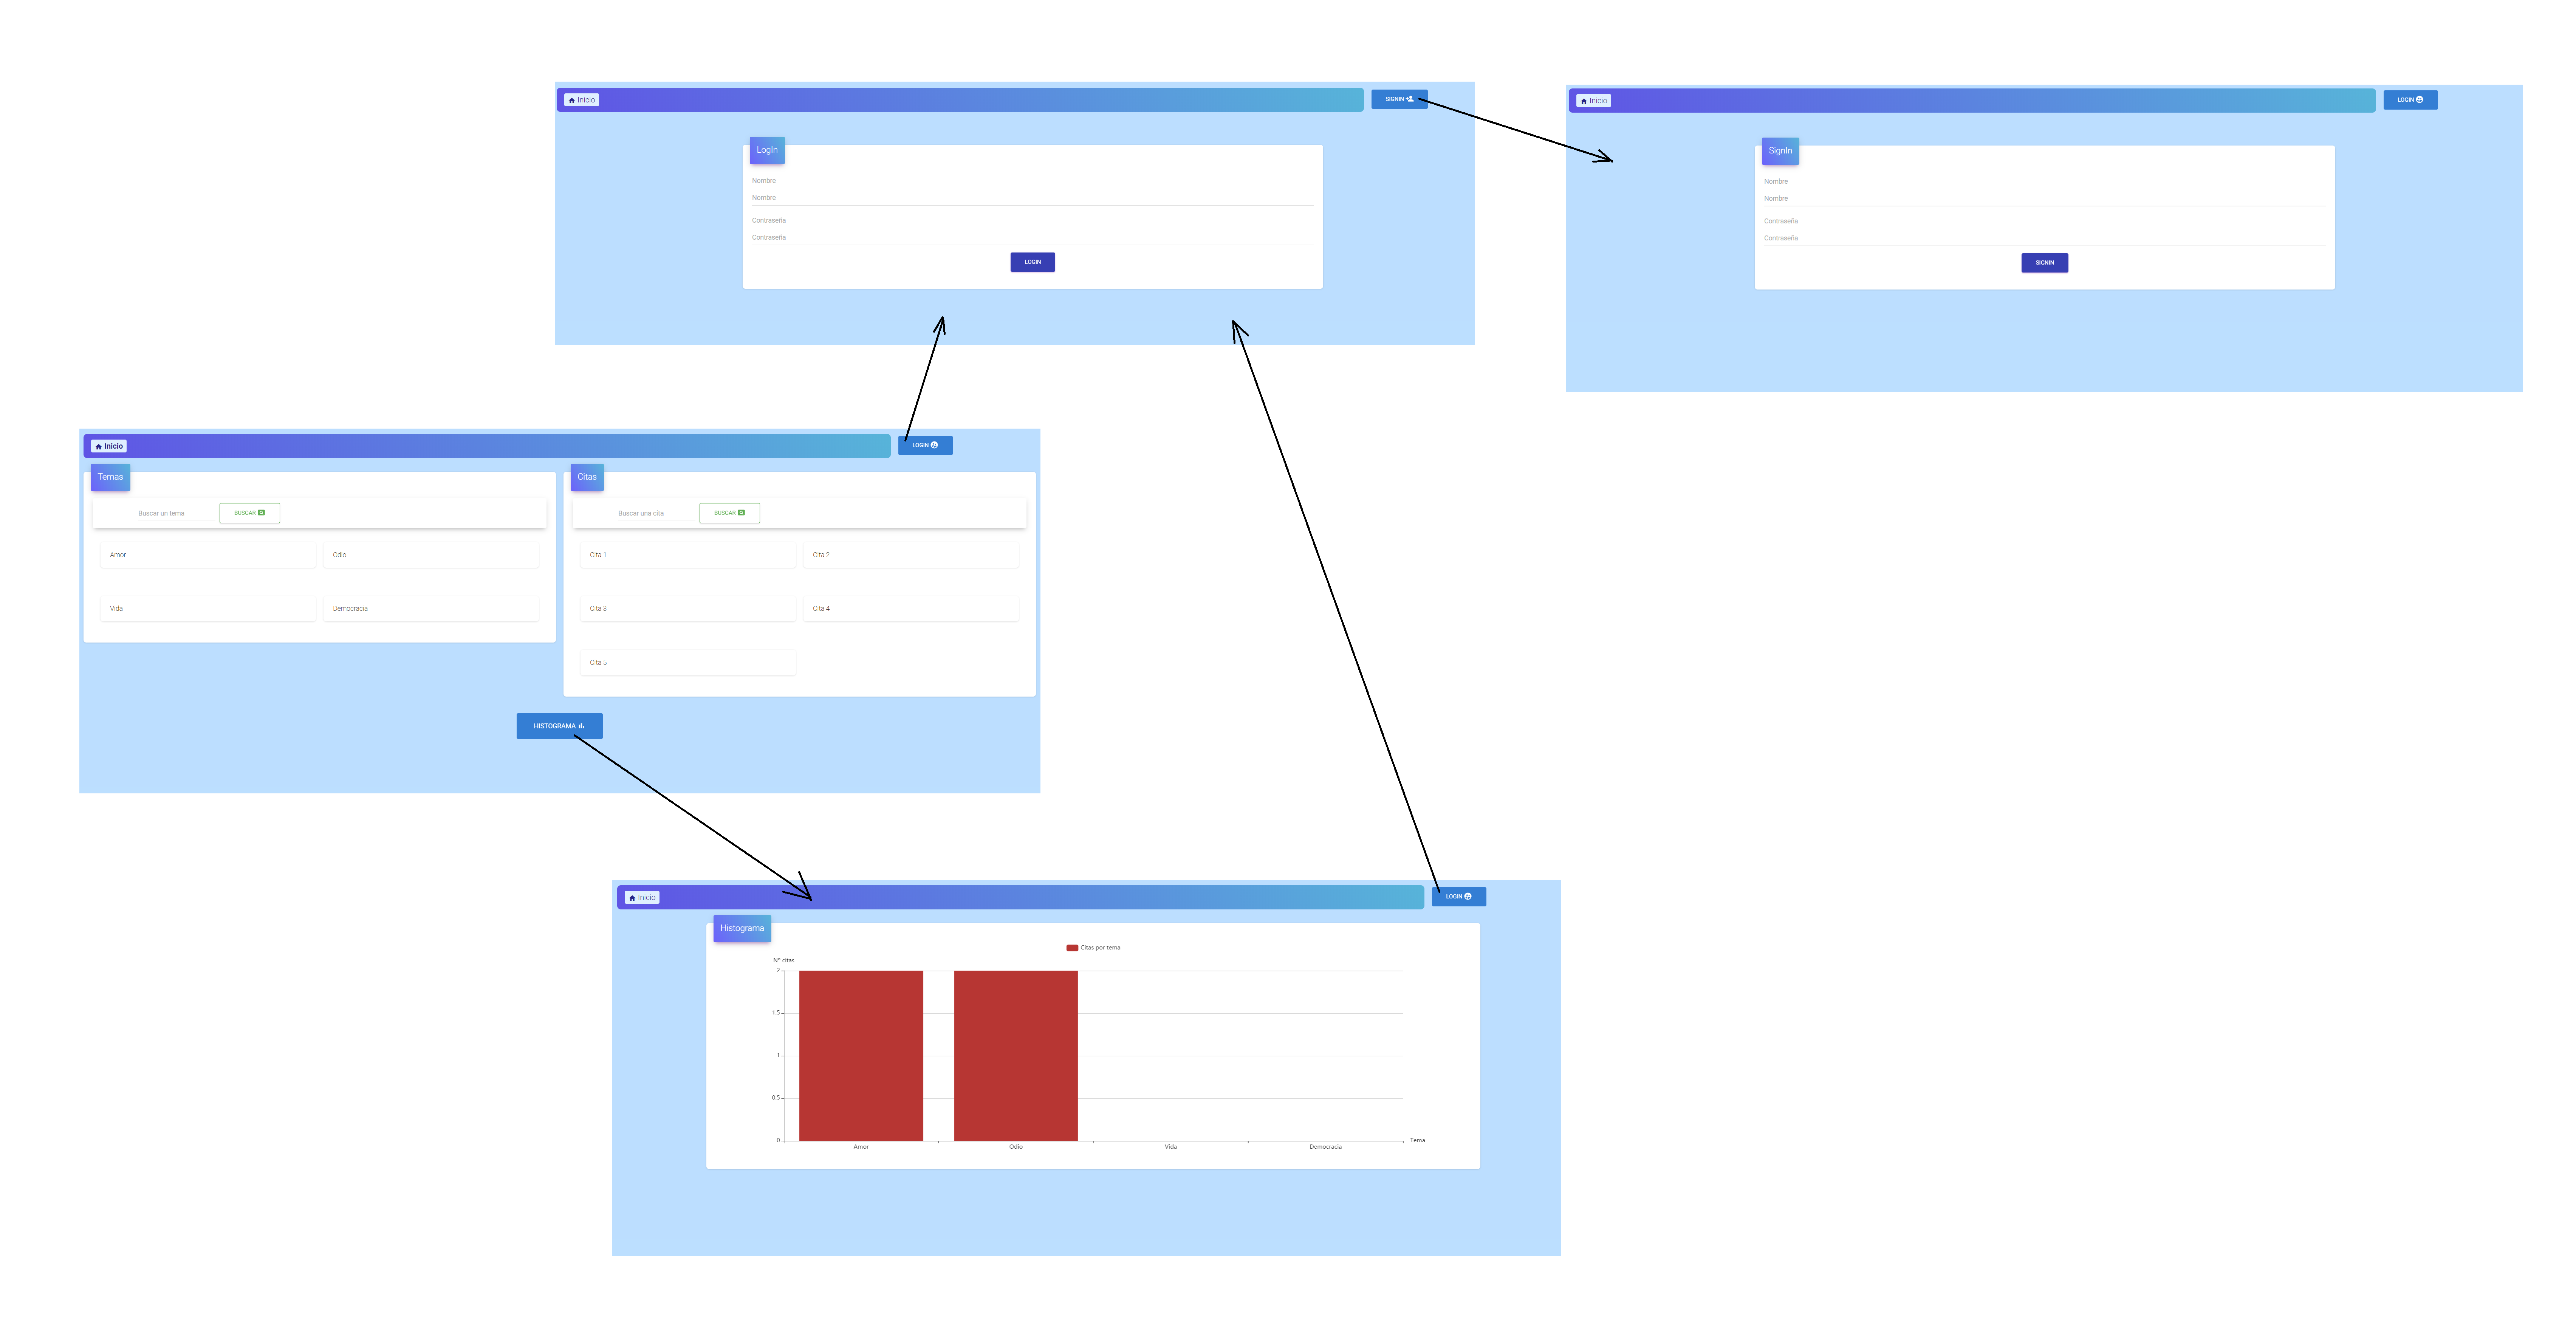 Inicio
SIGNIN
LogIn
Nombre
Nombre
Contraseña
Contraseña
LOGIN
Inicio
LOGIN
SignIn
Nombre
Nombre
Contraseña
Contraseña
SIGNIN
Inicio
LOGIN
Temas
Buscar un tema
BUSCAR
Amor
Odio
Vida
Democracia
Citas
Buscar una cita
BUSCAR
Cita 1
Cita 2
Cita 3
Cita 4
Cita 5
HISTOGRAMA
Inicio
LOGIN
Histograma
Citas por tema
Nº citas
2
1.5
1
0.5
0
Amor
Odio
Vida
Democracia
Tema